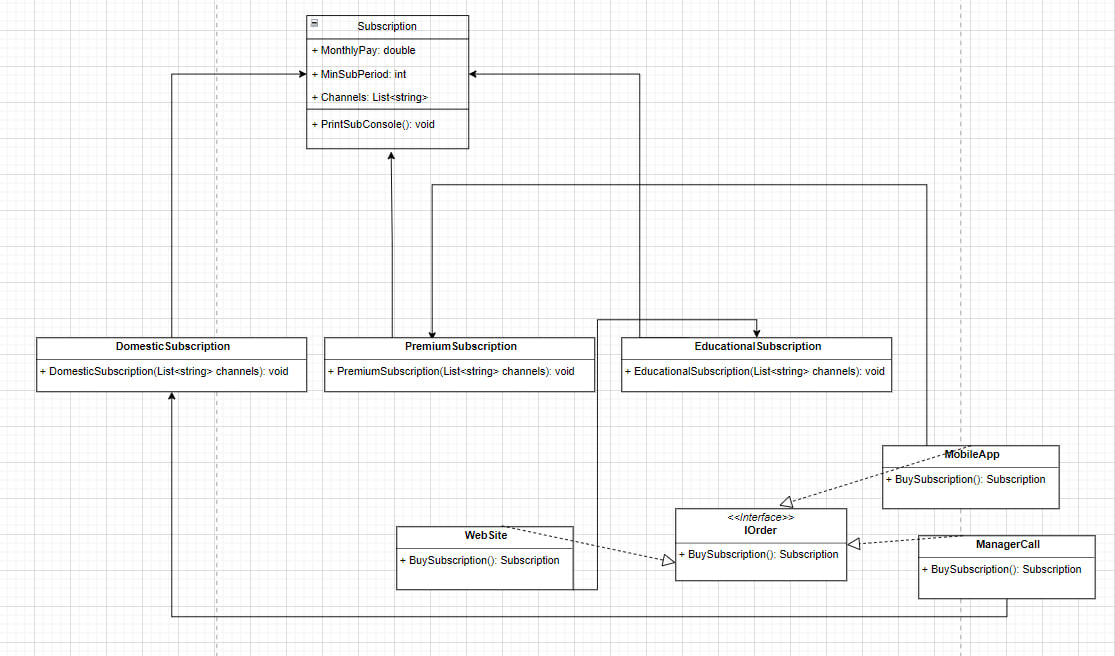 Subscription
+ MonthlyPay: double
+ MinSubPeriod: int
+ Channels: List<string>
+ PrintSubConsole(): void
DomesticSubscription
+ DomesticSubscription(List<string> channels): void
PremiumSubscription
+ PremiumSubscription(List<string> channels): void
EducationalSubscription
+ EducationalSubscription(List<string> channels): void
MobileApp
+ BuySubscription(): Subscription
<<Interface>>
IOrder
+ BuySubscription(): Subscription
WebSite
+ BuySubscription(): Subscription
ManagerCall
+ BuySubscription(): Subscription